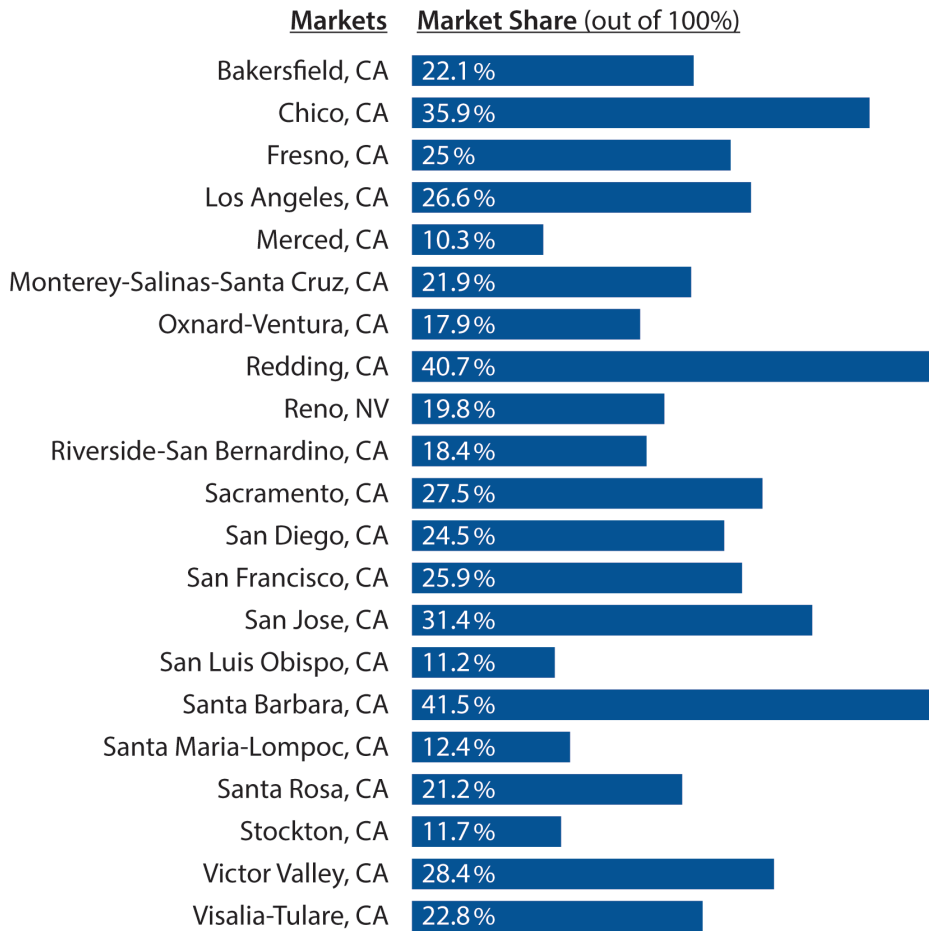 Markets Market Share (out of 100%)
Bakersfield, CA 22.1%
Chico, CA 35.9%
Fresno, CA 25%
Los Angeles, CA 26.6%
Merced, CA 10.3%
Monterey-Salinas-Santa Cruz, CA 21.9%
Oxnard-Ventura, CA 17.9%
Redding, CA 40.7%
Reno, NV 19.8%
Riverside-San Bernardino, CA 18.4%
Sacramento, CA 27.5%
San Diego, CA 24.5%
San Francisco, CA 25.9%
San Jose, CA 31.4%
San Luis Obispo, CA 11.2%
Santa Barbara, CA 41.5%
Santa Maria-Lompoc, CA 12.4%
Santa Rosa, CA 21.2%
Stockton, CA 11.7%
Victor Valley, CA 28.4%
Visalia-Tulare, CA 22.8%